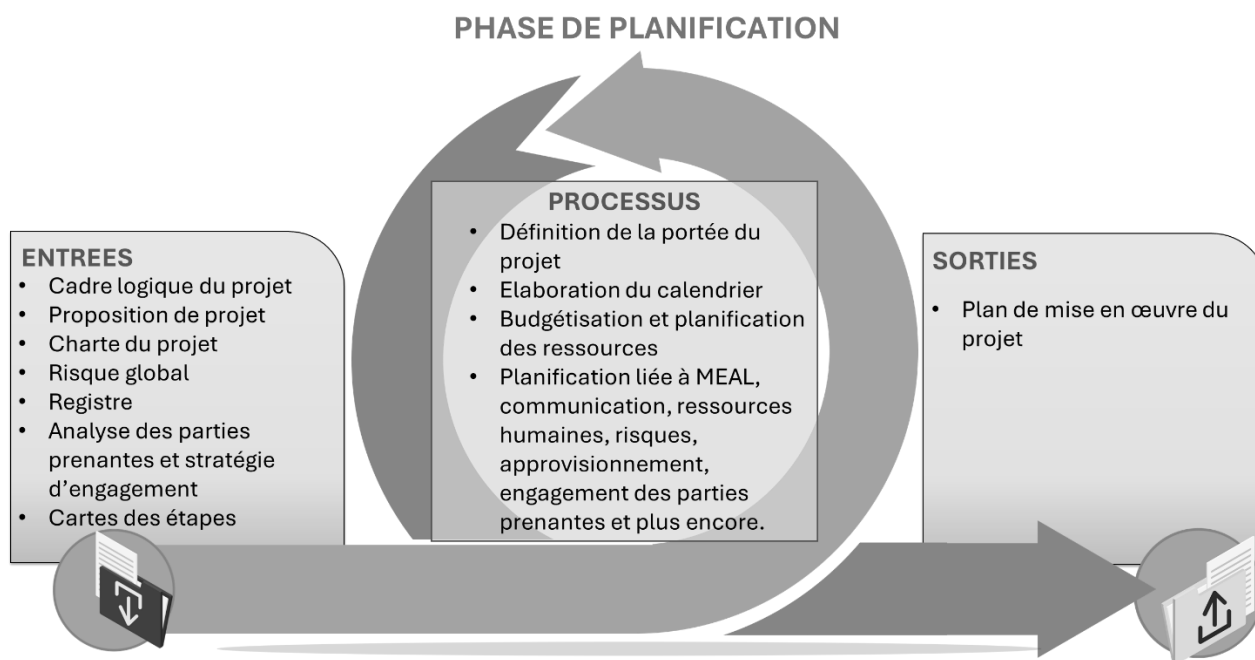 PHASE DE PLANIFICATION
ENTREES
• Cadre logique du projet
• Proposition de projet
• Charte du projet
• Risque global
• Registre
• Analyse des parties
prenantes et stratégie
d’engagement
• Cartes des étapes
PROCESSUS
• Définition de la portée du
projet
• Elaboration du calendrier
• Budgétisation et planification
des ressources
• Planification liée à MEAL,
communication, ressources
humaines, risques,
approvisionnement,
engagement des parties
prenantes et plus encore.
SORTIES
• Plan de mise en œuvre du
projet